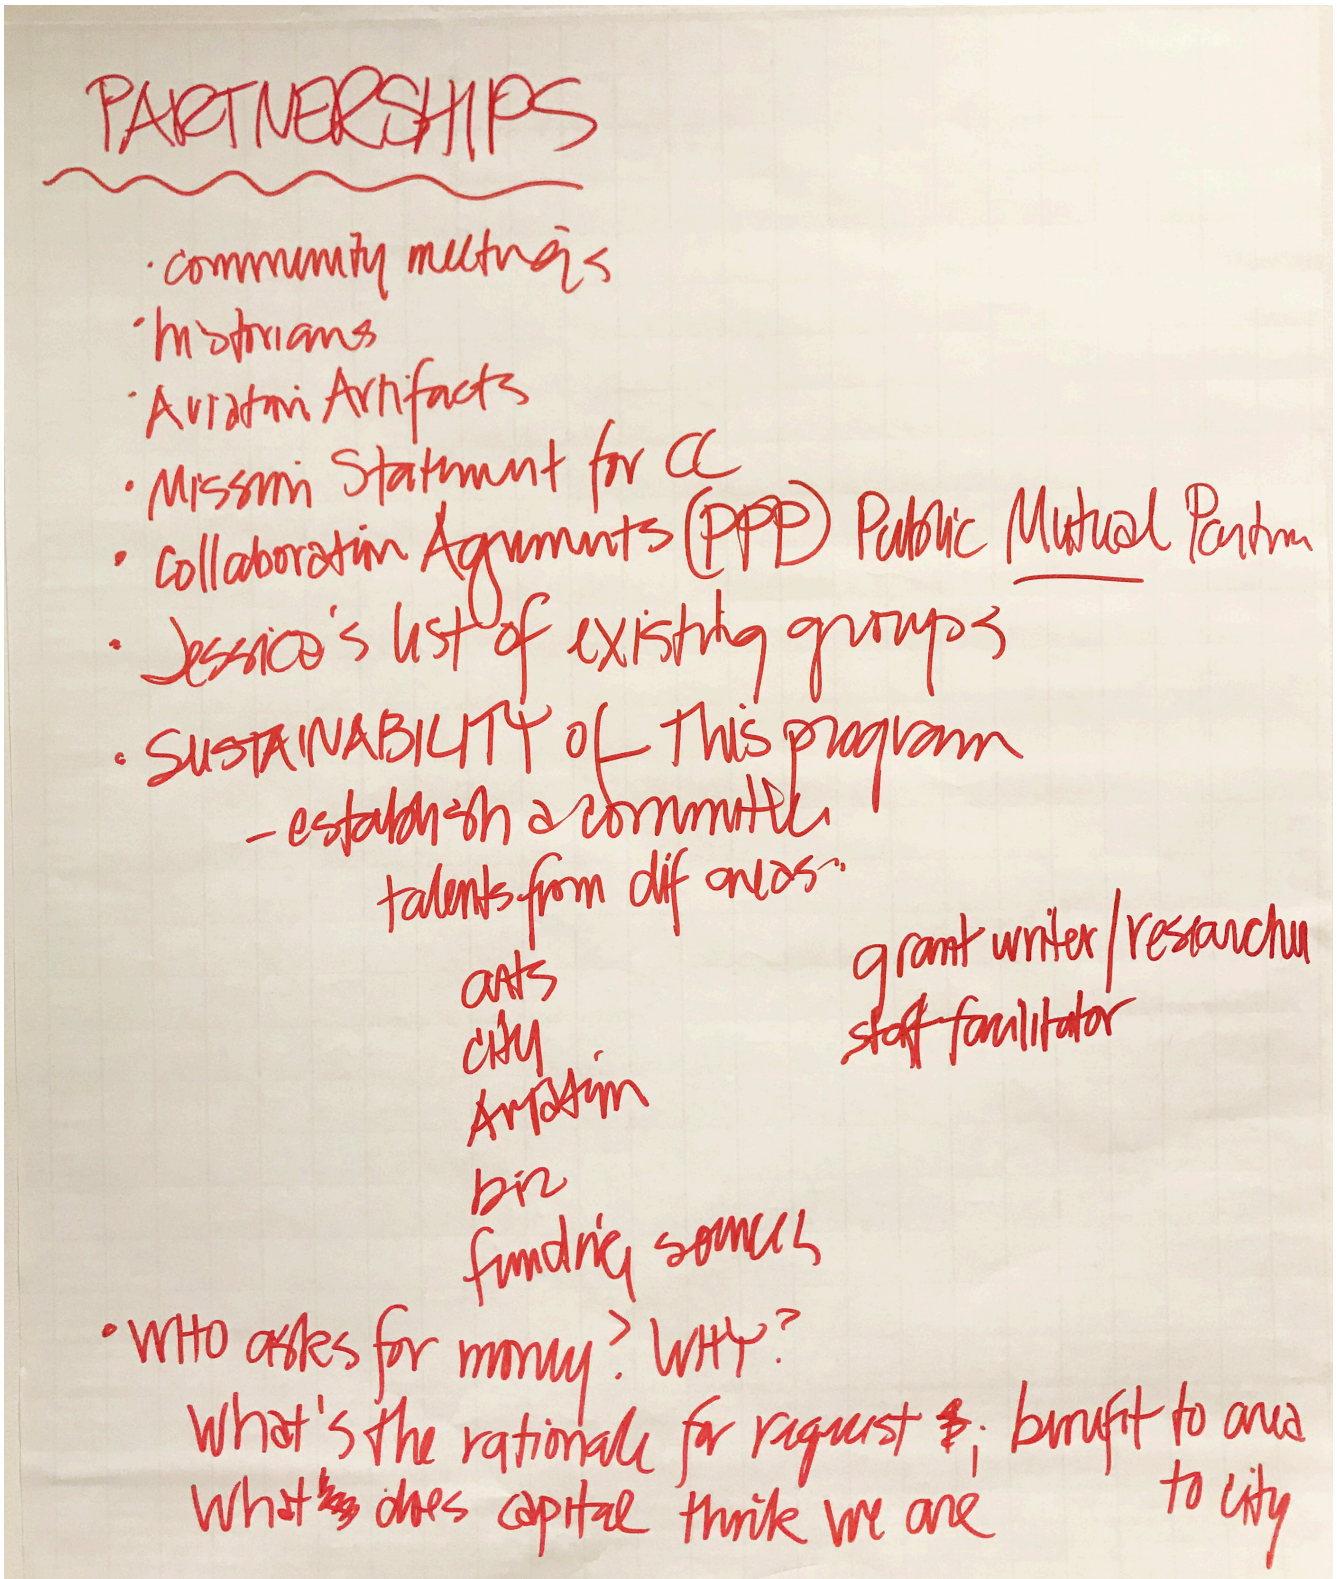 PARTNERSHIPS
· community meetings
· historians
· Aviation Artifacts
· Mission Statement for CC
· Collaboration Agreements (PPP) Public Mutual Partner
· Jessica's list of existing groups
· SUSTAINABILITY of this program
- establish a committee
talents from dif areas
arts
city
Aviation
biz
funding sources
grant writer/researcher
staff facilitator
· WHO asks for money? WHY?
What's the rationale for request $; benefit to area
to city
What does capital think we are